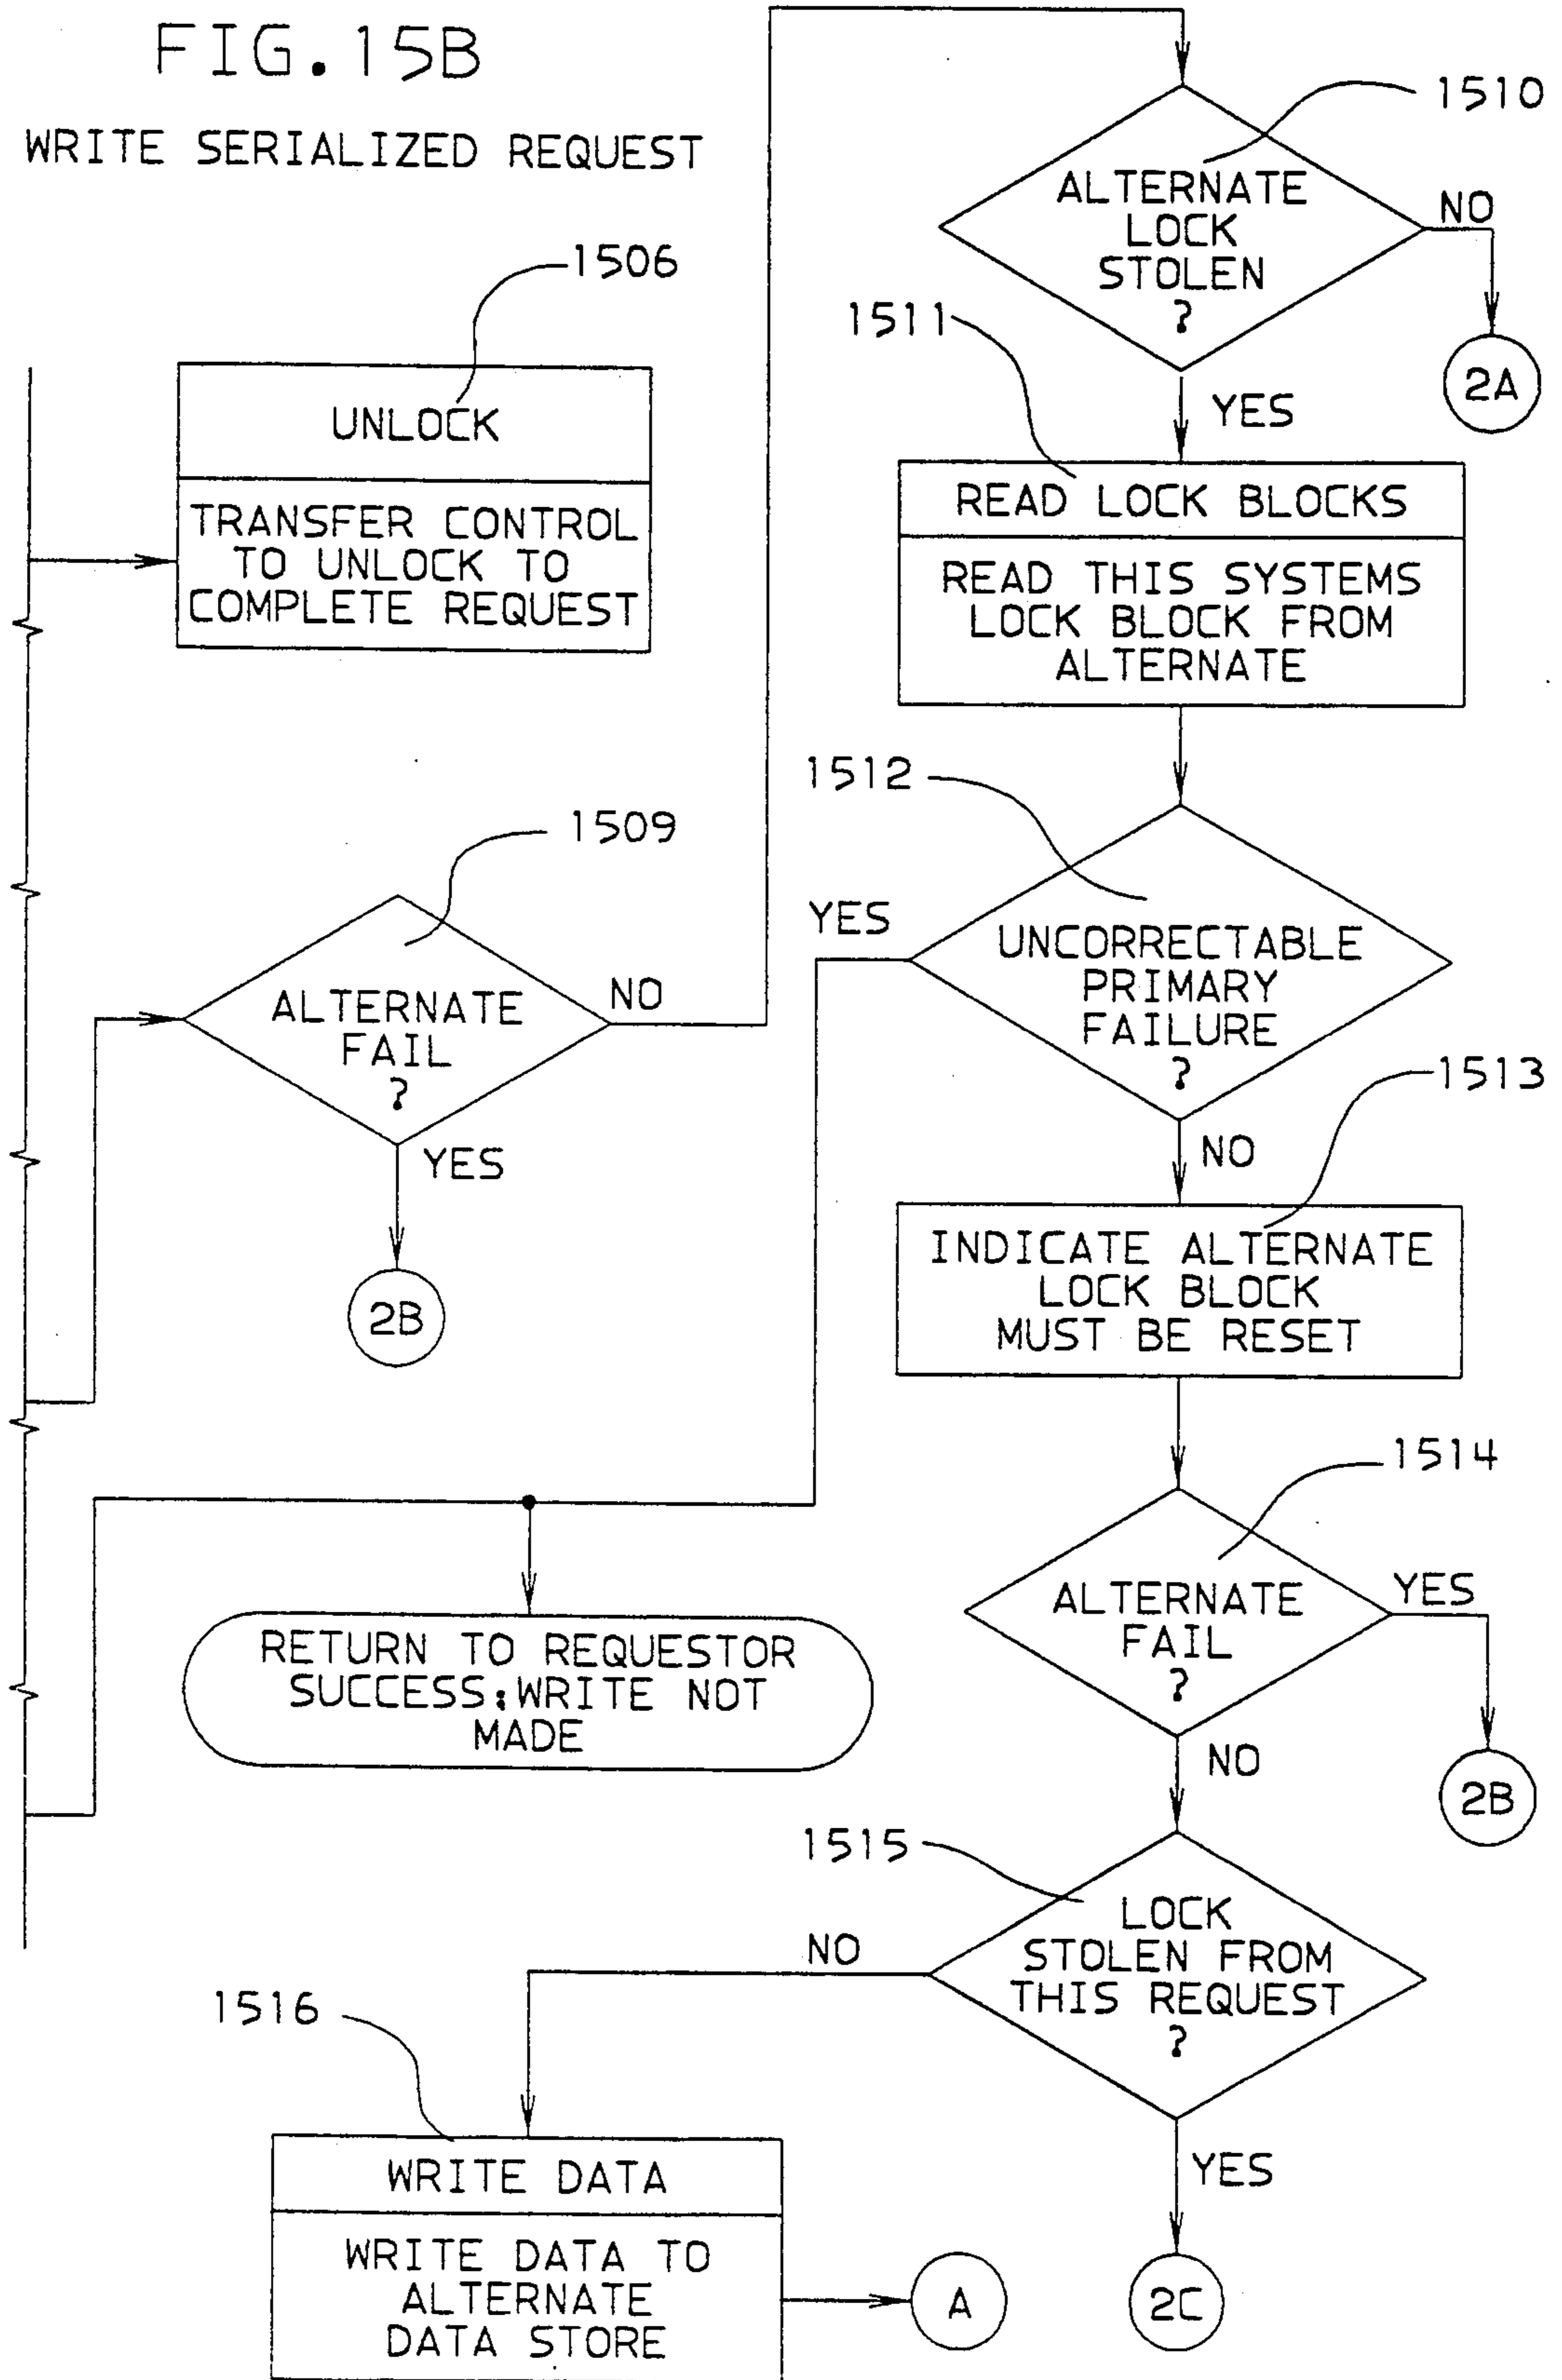 FIG.15B
WRITE SERIALIZED REQUEST
1506
UNLOCK
TRANSFER CONTROL
TO UNLOCK TO
COMPLETE REQUEST
1509
ALTERNATE
FAIL
?
NO
YES
2B
1510
ALTERNATE
LOCK
STOLEN
?
NO
2A
YES
1511
READ LOCK BLOCKS
READ THIS SYSTEMS
LOCK BLOCK FROM
ALTERNATE
1512
UNCORRECTABLE
PRIMARY
FAILURE
?
YES
NO
RETURN TO REQUESTOR
SUCCESS:WRITE NOT
MADE
1513
INDICATE ALTERNATE
LOCK BLOCK
MUST BE RESET
1514
ALTERNATE
FAIL
?
YES
2B
NO
1515
LOCK
STOLEN FROM
THIS REQUEST
?
NO
YES
2C
1516
WRITE DATA
WRITE DATA TO
ALTERNATE
DATA STORE
A